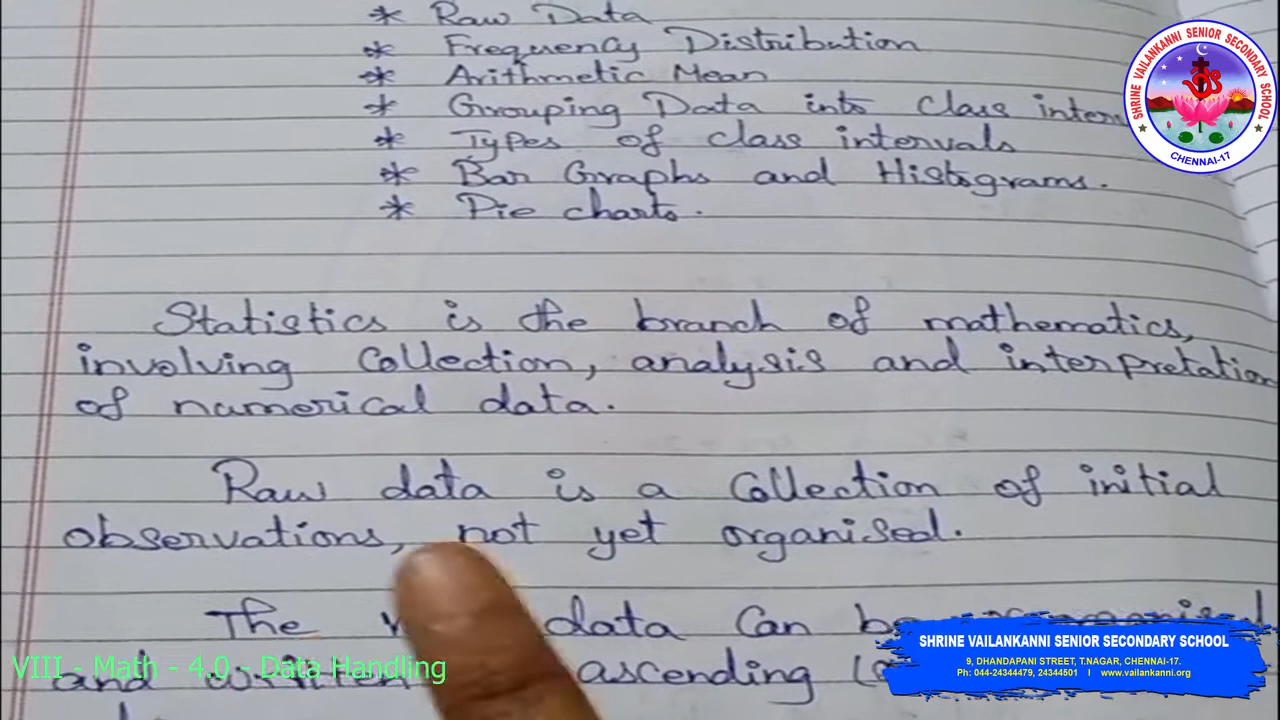 * Raw Data
* Frequency Distribution
* Arithmetic Mean
* Grouping Data into Class
* Types of class intervals
* Bar Graphs and Histograms.
* Pie charts.
Statistics is the branch of mathematics,
involving Collection, analysis and interpretation
of numerical data.
Raw data is a Collection of initial
observations, not yet organised.
The data Can
and ascending
SHRINE VAILANKANNI SENIOR SECONDARY SCHOOL
CHENNAI-17
VIII - Math - 4.0 - Data Handling
SHRINE VAILANKANNI SENIOR SECONDARY SCHOOL
9, DHANDAPANI STREET, T.NAGAR, CHENNAI-17.
Ph: 044-24344479, 24344501 I www.vailankanni.org